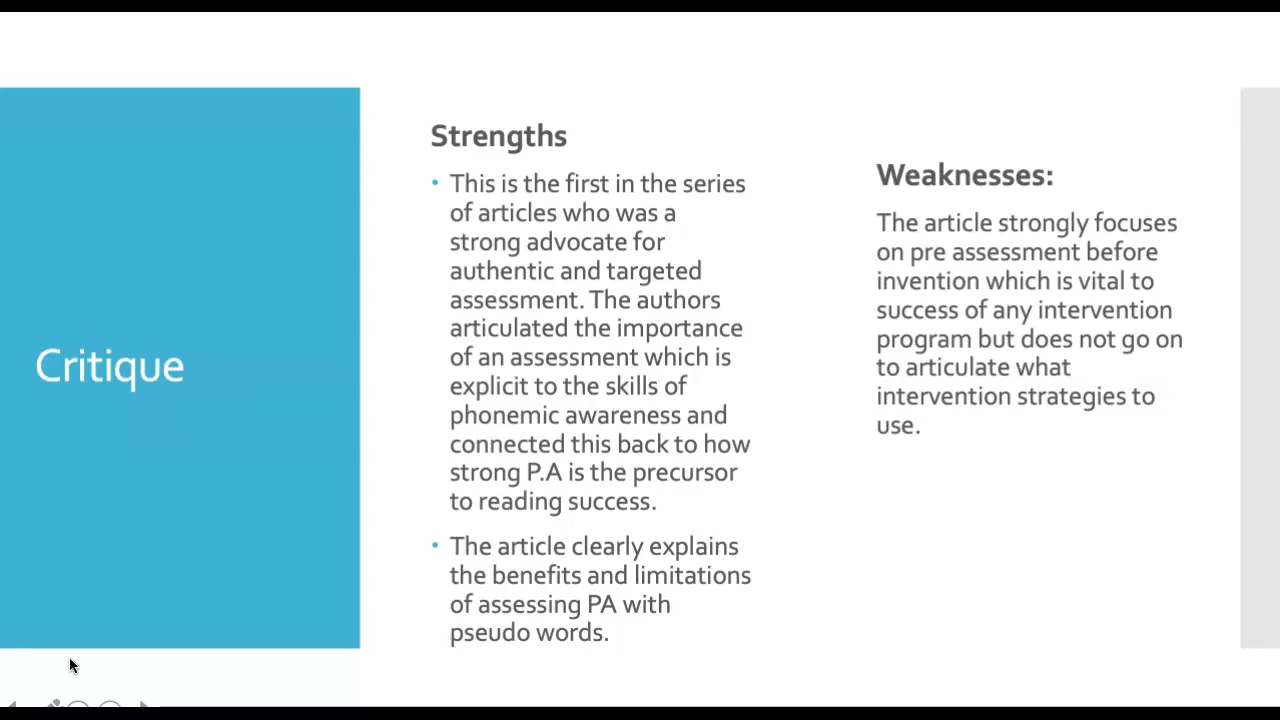 Critique
Strengths
• This is the first in the series
of articles who was a
strong advocate for
authentic and targeted
assessment. The authors
articulated the importance
of an assessment which is
explicit to the skills of
phonemic awareness and
connected this back to how
strong P.A is the precursor
to reading success.
• The article clearly explains
the benefits and limitations
of assessing PA with
pseudo words.
Weaknesses:
The article strongly focuses
on pre assessment before
invention which is vital to
success of any intervention
program but does not go on
to articulate what
intervention strategies to
use.